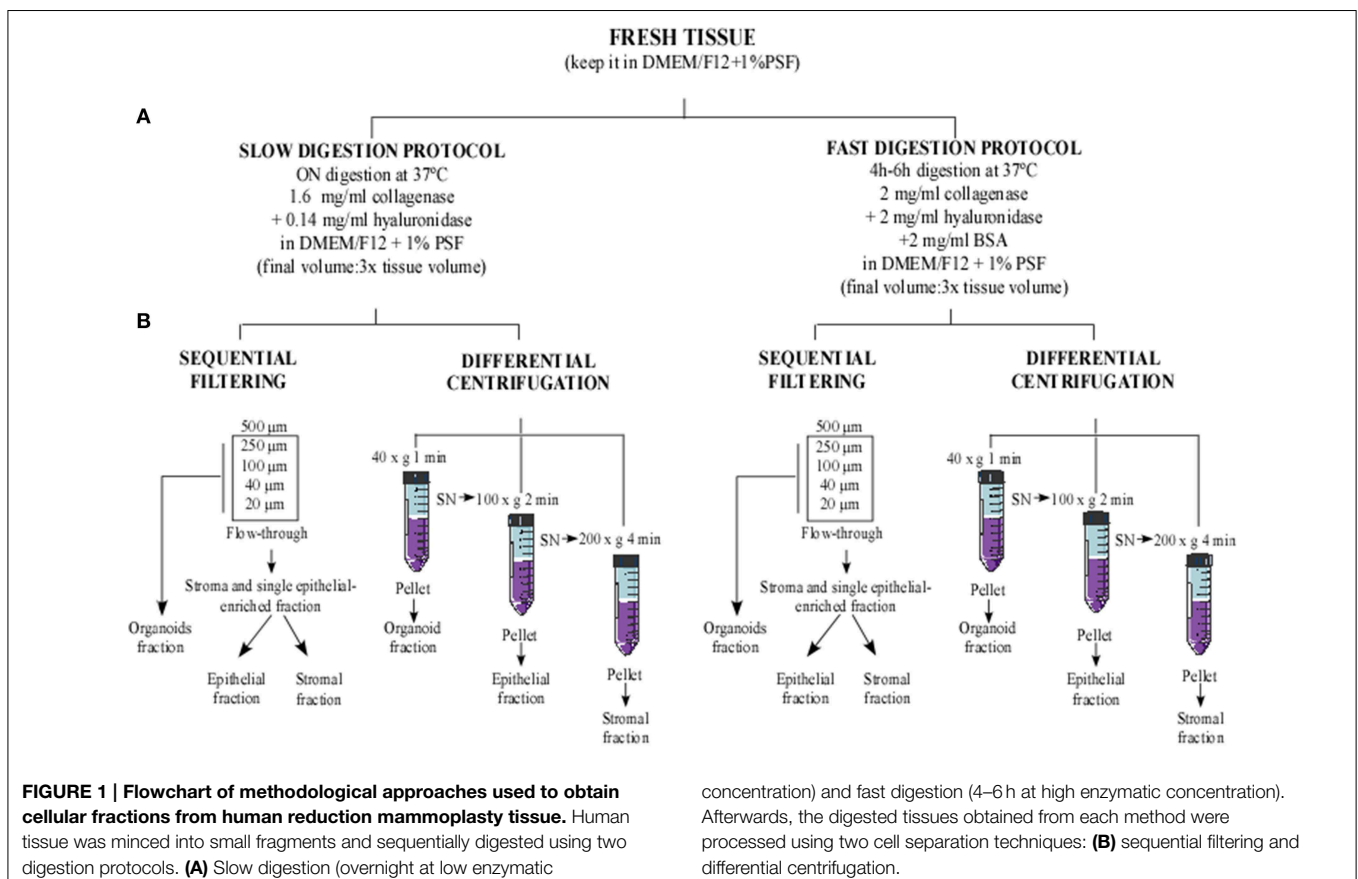 FRESH TISSUE
(keep it in DMEM/F12+1%PSF)
A
SLOW DIGESTION PROTOCOL
ON digestion at 37ºC
1.6 mg/ml collagenase
+ 0.14 mg/ml hyaluronidase
in DMEM/F12 + 1% PSF
(final volume:3x tissue volume)
FAST DIGESTION PROTOCOL
4h-6h digestion at 37ºC
2 mg/ml collagenase
+ 2 mg/ml hyaluronidase
+2 mg/ml BSA
in DMEM/F12 + 1% PSF
(final volume:3x tissue volume)
B
SEQUENTIAL
FILTERING
500 µm
250 µm
100 µm
40 µm
20 µm
Flow-through
Stroma and single epithelial-
enriched fraction
Organoids
fraction
Epithelial
fraction
Stromal
fraction
DIFFERENTIAL
CENTRIFUGATION
40 x g 1 min
SN➔100 x g 2 min
SN➔200 x g 4 min
Pellet
Organoid
fraction
Pellet
Epithelial
fraction
Pellet
Stromal
fraction
SEQUENTIAL
FILTERING
500 µm
250 µm
100 µm
40 µm
20 µm
Flow-through
Stroma and single epithelial-
enriched fraction
Organoids
fraction
Epithelial
fraction
Stromal
fraction
DIFFERENTIAL
CENTRIFUGATION
40 x g 1 min
SN➔100 x g 2 min
SN➔200 x g 4 min
Pellet
Organoid
fraction
Pellet
Epithelial
fraction
Pellet
Stromal
fraction
FIGURE 1 | Flowchart of methodological approaches used to obtain
cellular fractions from human reduction mammoplasty tissue. Human
tissue was minced into small fragments and sequentially digested using two
digestion protocols. (A) Slow digestion (overnight at low enzymatic
concentration) and fast digestion (4–6 h at high enzymatic concentration).
Afterwards, the digested tissues obtained from each method were
processed using two cell separation techniques: (B) sequential filtering and
differential centrifugation.